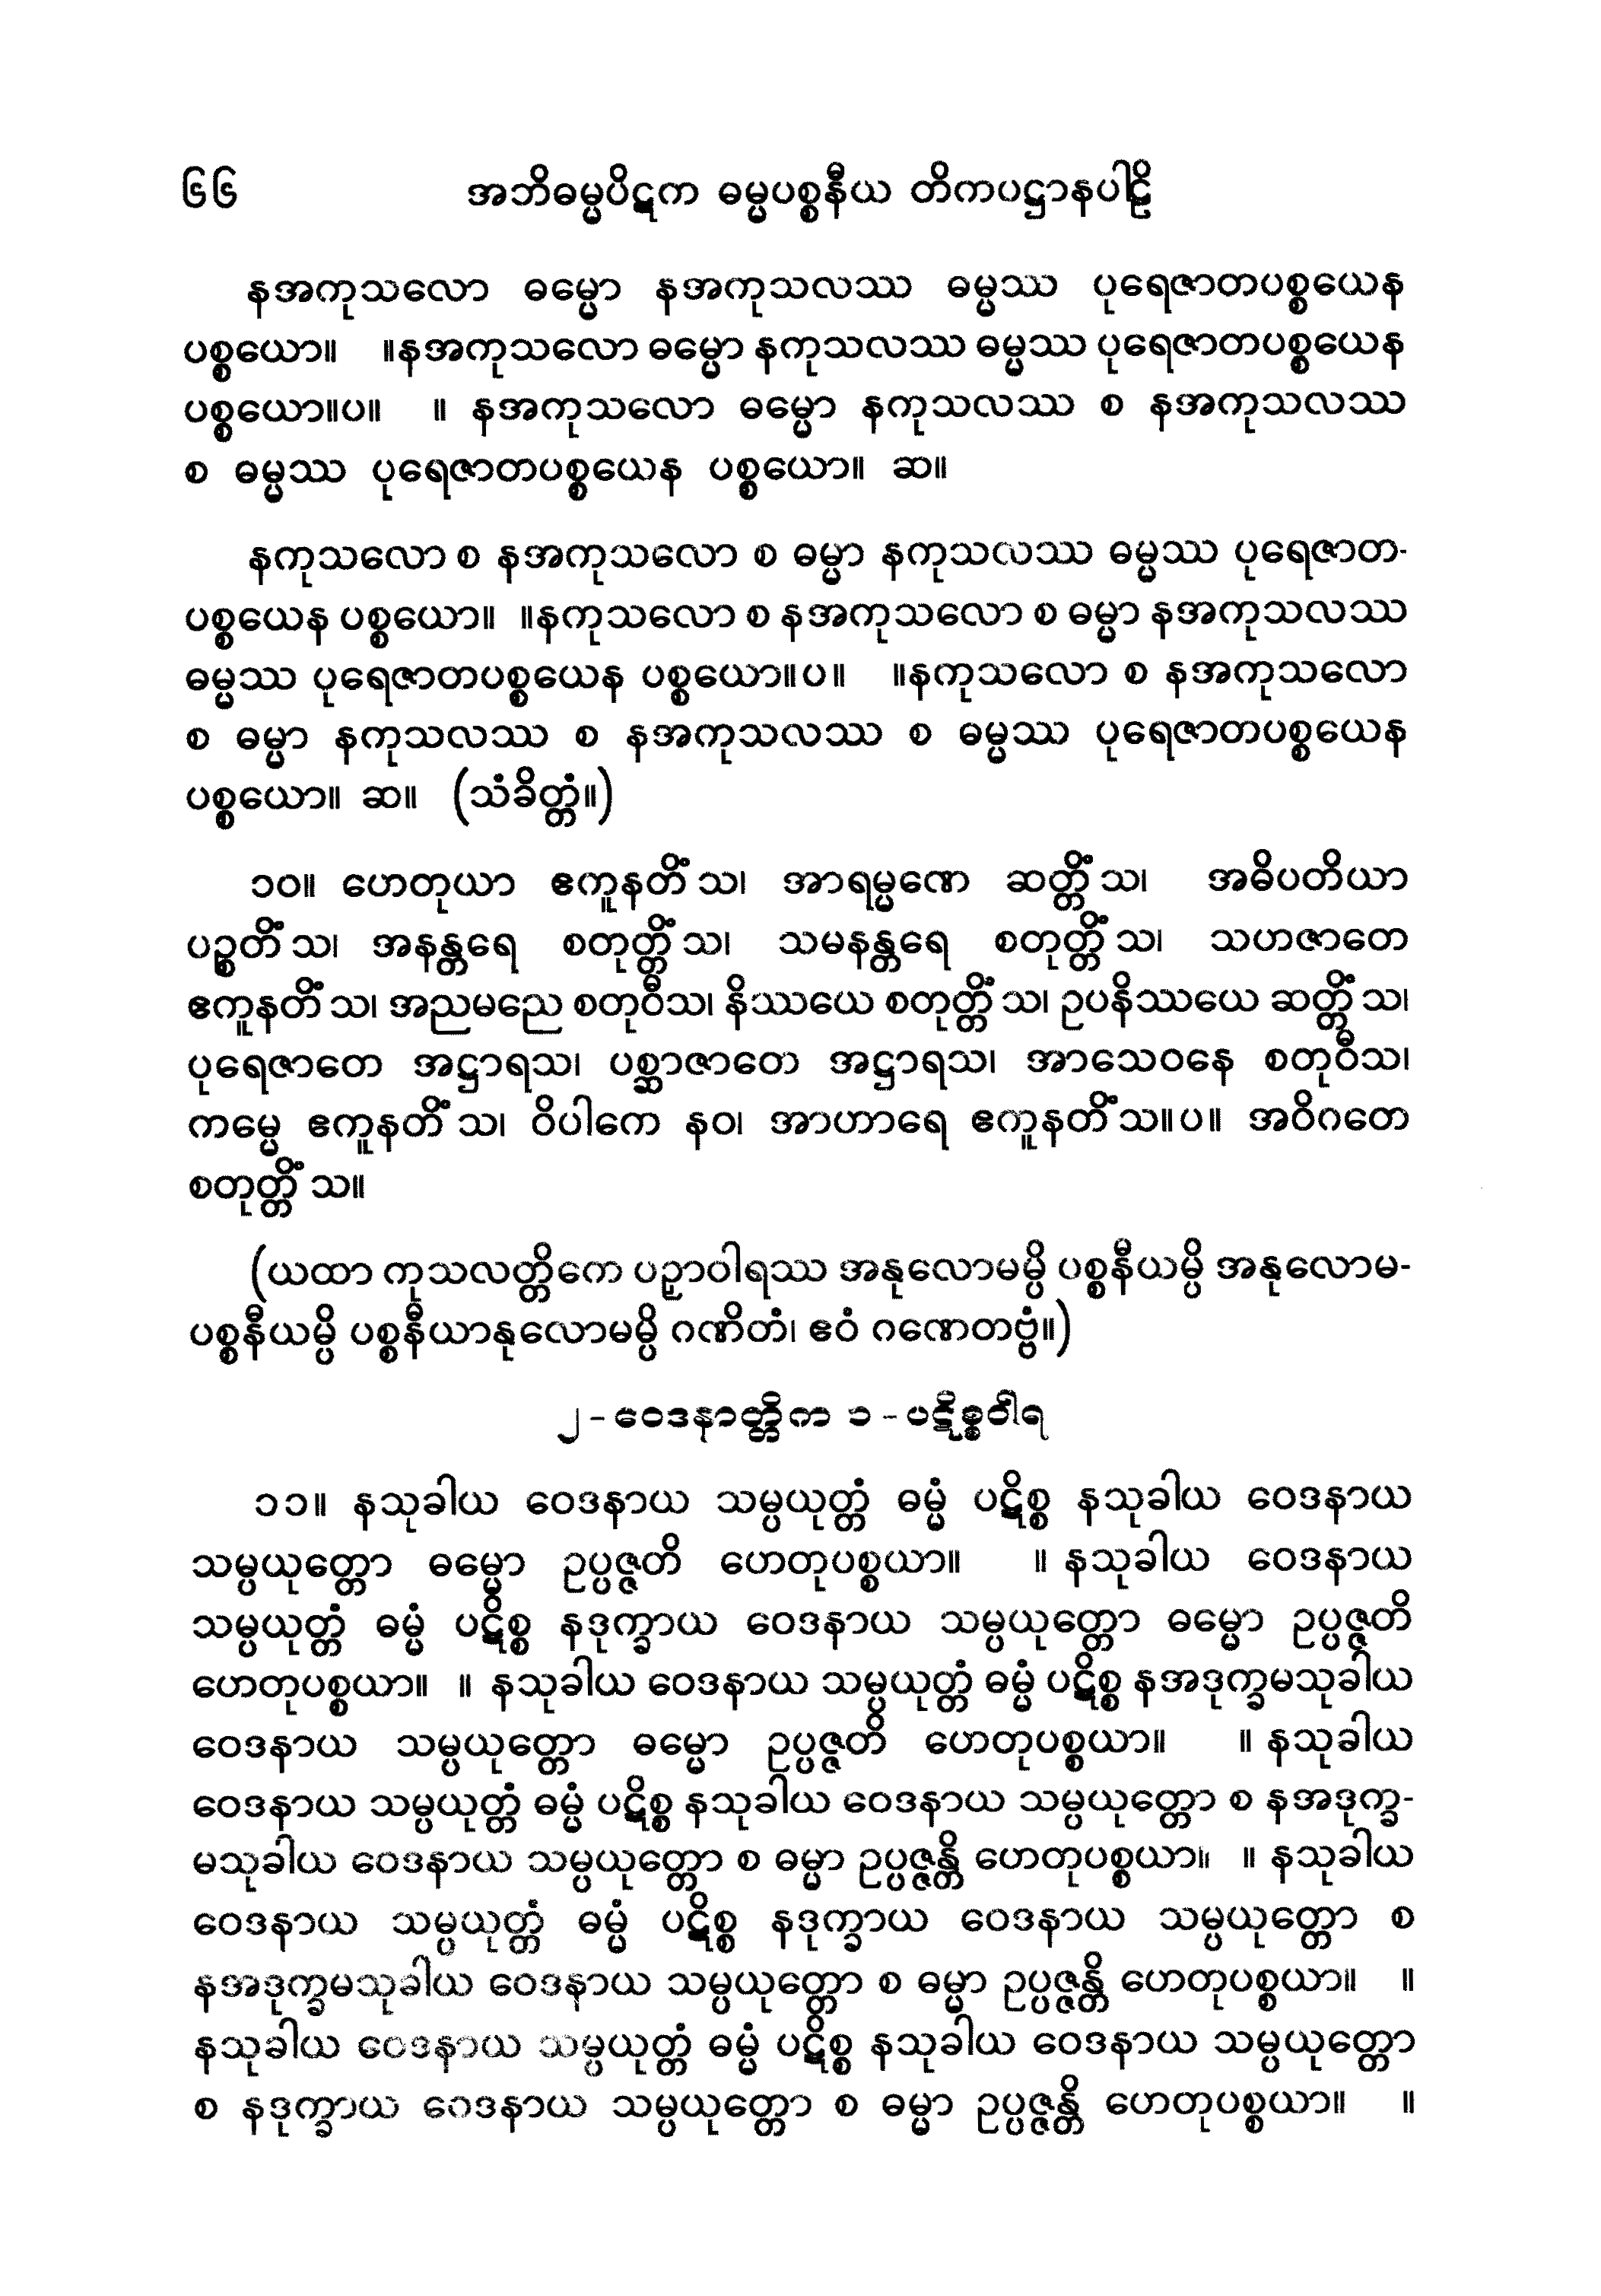 ၆၆ အဘိဓမ္မပိဋက ဓမ္မပစ္စနီယ တိကပဋ္ဌာနပါဠိ
နအကုသလော ဓမ္မော နအကုသလဿ ဓမ္မဿ ပုရေဇာတပစ္စယေန
ပစ္စယော။ ။နအကုသလော ဓမ္မော နကုသလဿ ဓမ္မဿ ပုရေဇာတပစ္စယေန
ပစ္စယော။ပ။ ။ နအကုသလော ဓမ္မော နကုသလဿ စ နအကုသလဿ
စ ဓမ္မဿ ပုရေဇာတပစ္စယေန ပစ္စယော။ ဆ။
နကုသလော စ နအကုသလော စ ဓမ္မာ နကုသလဿ ဓမ္မဿ ပုရေဇာတ-
ပစ္စယေန ပစ္စယော။ ။နကုသလော စ နအကုသလော စ ဓမ္မာ နအကုသလဿ
ဓမ္မဿ ပုရေဇာတပစ္စယေန ပစ္စယော။ပ။ ။နကုသလော စ နအကုသလော
စ ဓမ္မာ နကုသလဿ စ နအကုသလဿ စ ဓမ္မဿ ပုရေဇာတပစ္စယေန
ပစ္စယော။ ဆ။ (သံခိတ္တံ။)
၁၀။ ဟေတုယာ ဧကူနတိံသ၊ အာရမ္မဏေ ဆတ္တိံသ၊ အဓိပတိယာ
ပဉ္စတိံသ၊ အနန္တရေ စတုတ္တိံသ၊ သမနန္တရေ စတုတ္တိံသ၊ သဟဇာတေ
ဧကူနတိံသ၊ အညမညေ စတုဝီသ၊ နိဿယေ စတုတ္တိံသ၊ ဥပနိဿယေ ဆတ္တိံသ၊
ပုရေဇာတေ အဋ္ဌာရသ၊ ပစ္ဆာဇာတေ အဋ္ဌာရသ၊ အာသေဝနေ စတုဝီသ၊
ကမ္မေ ဧကူနတိံသ၊ ဝိပါကေ နဝ၊ အာဟာရေ ဧကူနတိံသ။ပ။ အဝိဂတေ
စတုတ္တိံသ။
(ယထာ ကုသလတ္တိကေ ပဉှာဝါရဿ အနုလောမမ္ပိ ပစ္စနီယမ္ပိ အနုလောမ-
ပစ္စနီယမ္ပိ ပစ္စနီယာနုလောမမ္ပိ ဂဏိတံ၊ ဧဝံ ဂဏေတဗ္ဗံ။)
၂-ဝေဒနာတ္တိက ၁-ပဋိစ္စဝါရ
၁၁။ နသုခါယ ဝေဒနာယ သမ္ပယုတ္တံ ဓမ္မံ ပဋိစ္စ နသုခါယ ဝေဒနာယ
သမ္ပယုတ္တော ဓမ္မော ဥပ္ပဇ္ဇတိ ဟေတုပစ္စယာ။ ။ နသုခါယ ဝေဒနာယ
သမ္ပယုတ္တံ ဓမ္မံ ပဋိစ္စ နဒုက္ခာယ ဝေဒနာယ သမ္ပယုတ္တော ဓမ္မော ဥပ္ပဇ္ဇတိ
ဟေတုပစ္စယာ။ ။ နသုခါယ ဝေဒနာယ သမ္ပယုတ္တံ ဓမ္မံ ပဋိစ္စ နအဒုက္ခမသုခါယ
ဝေဒနာယ သမ္ပယုတ္တော ဓမ္မော ဥပ္ပဇ္ဇတိ ဟေတုပစ္စယာ။ ။ နသုခါယ
ဝေဒနာယ သမ္ပယုတ္တံ ဓမ္မံ ပဋိစ္စ နသုခါယ ဝေဒနာယ သမ္ပယုတ္တော စ နအဒုက္ခ-
မသုခါယ ဝေဒနာယ သမ္ပယုတ္တော စ ဓမ္မာ ဥပ္ပဇ္ဇန္တိ ဟေတုပစ္စယာ။ ။ နသုခါယ
ဝေဒနာယ သမ္ပယုတ္တံ ဓမ္မံ ပဋိစ္စ နဒုက္ခာယ ဝေဒနာယ သမ္ပယုတ္တော စ
နအဒုက္ခမသုခါယ ဝေဒနာယ သမ္ပယုတ္တော စ ဓမ္မာ ဥပ္ပဇ္ဇန္တိ ဟေတုပစ္စယာ။ ။
နသုခါယ ဝေဒနာယ သမ္ပယုတ္တံ ဓမ္မံ ပဋိစ္စ နသုခါယ ဝေဒနာယ သမ္ပယုတ္တော
စ နဒုက္ခာယ ဝေဒနာယ သမ္ပယုတ္တော စ ဓမ္မာ ဥပ္ပဇ္ဇန္တိ ဟေတုပစ္စယာ။ ။